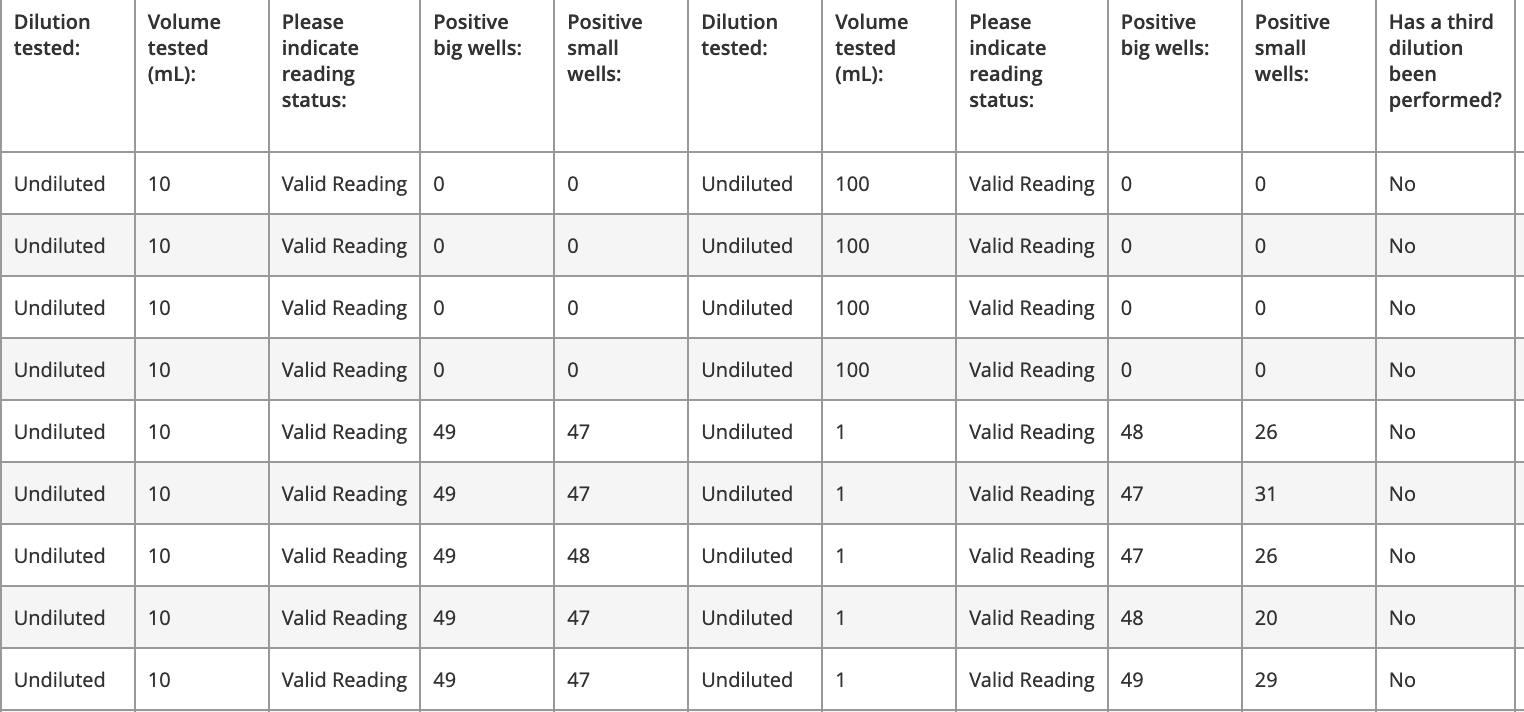 Dilution tested: Volume tested (mL): Please indicate reading status: Positive big wells: Positive small wells: Dilution tested: Volume tested (mL): Please indicate reading status: Positive big wells: Positive small wells: Has a third dilution been performed?
Undiluted 10 Valid Reading 0 0 Undiluted 100 Valid Reading 0 0 No
Undiluted 10 Valid Reading 0 0 Undiluted 100 Valid Reading 0 0 No
Undiluted 10 Valid Reading 0 0 Undiluted 100 Valid Reading 0 0 No
Undiluted 10 Valid Reading 0 0 Undiluted 100 Valid Reading 0 0 No
Undiluted 10 Valid Reading 49 47 Undiluted 1 Valid Reading 48 26 No
Undiluted 10 Valid Reading 49 47 Undiluted 1 Valid Reading 47 31 No
Undiluted 10 Valid Reading 49 48 Undiluted 1 Valid Reading 47 26 No
Undiluted 10 Valid Reading 49 47 Undiluted 1 Valid Reading 48 20 No
Undiluted 10 Valid Reading 49 47 Undiluted 1 Valid Reading 49 29 No